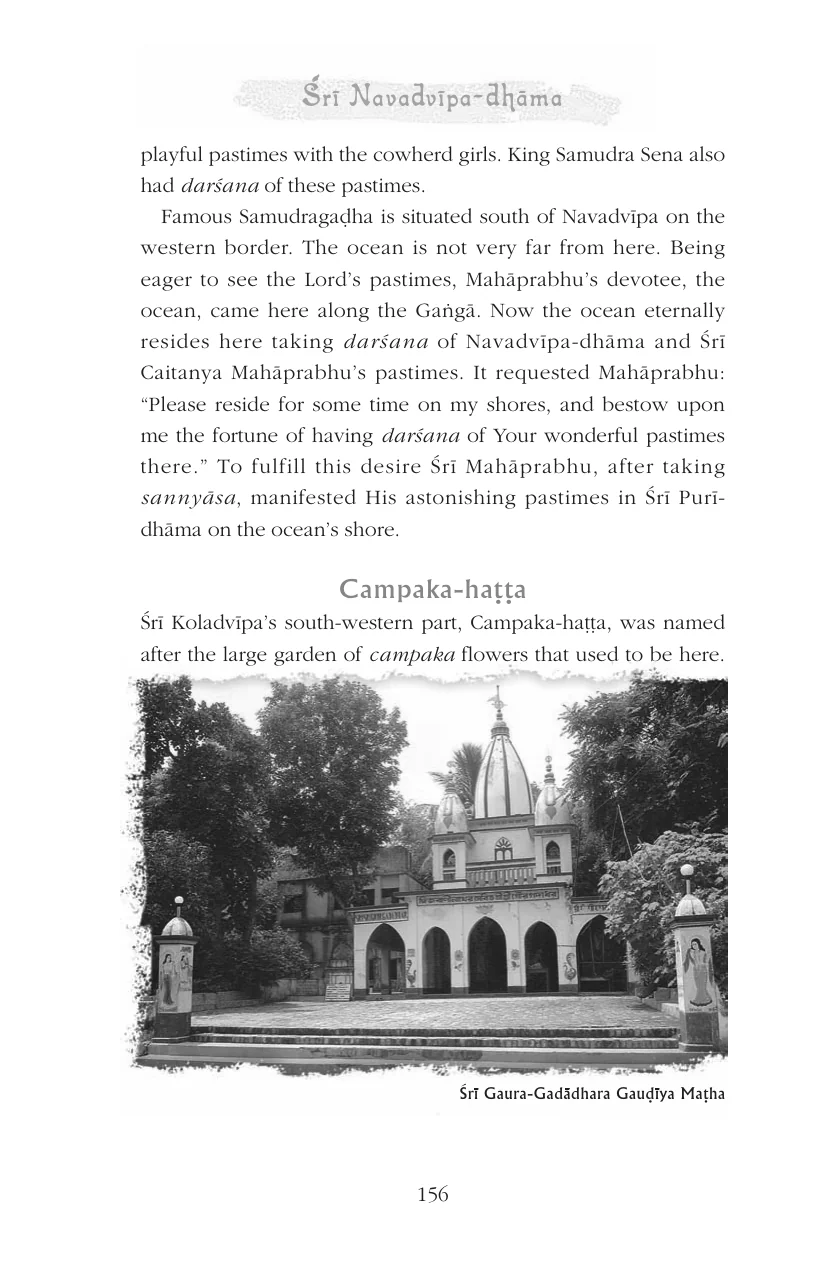 Śrī Navadvīpa-dhāma
playful pastimes with the cowherd girls. King Samudra Sena also
had darśana of these pastimes.
Famous Samudragaḍha is situated south of Navadvīpa on the
western border. The ocean is not very far from here. Being
eager to see the Lord’s pastimes, Mahāprabhu’s devotee, the
ocean, came here along the Gaṅgā. Now the ocean eternally
resides here taking darśana of Navadvīpa-dhāma and Śrī
Caitanya Mahāprabhu’s pastimes. It requested Mahāprabhu:
“Please reside for some time on my shores, and bestow upon
me the fortune of having darśana of Your wonderful pastimes
there.” To fulfill this desire Śrī Mahāprabhu, after taking
sannyāsa, manifested His astonishing pastimes in Śrī Purī-
dhāma on the ocean’s shore.
Campaka-haṭṭa
Śrī Koladvīpa’s south-western part, Campaka-haṭṭa, was named
after the large garden of campaka flowers that used to be here.
Śrī Gaura-Gadādhara Gauḍīya Maṭha
156